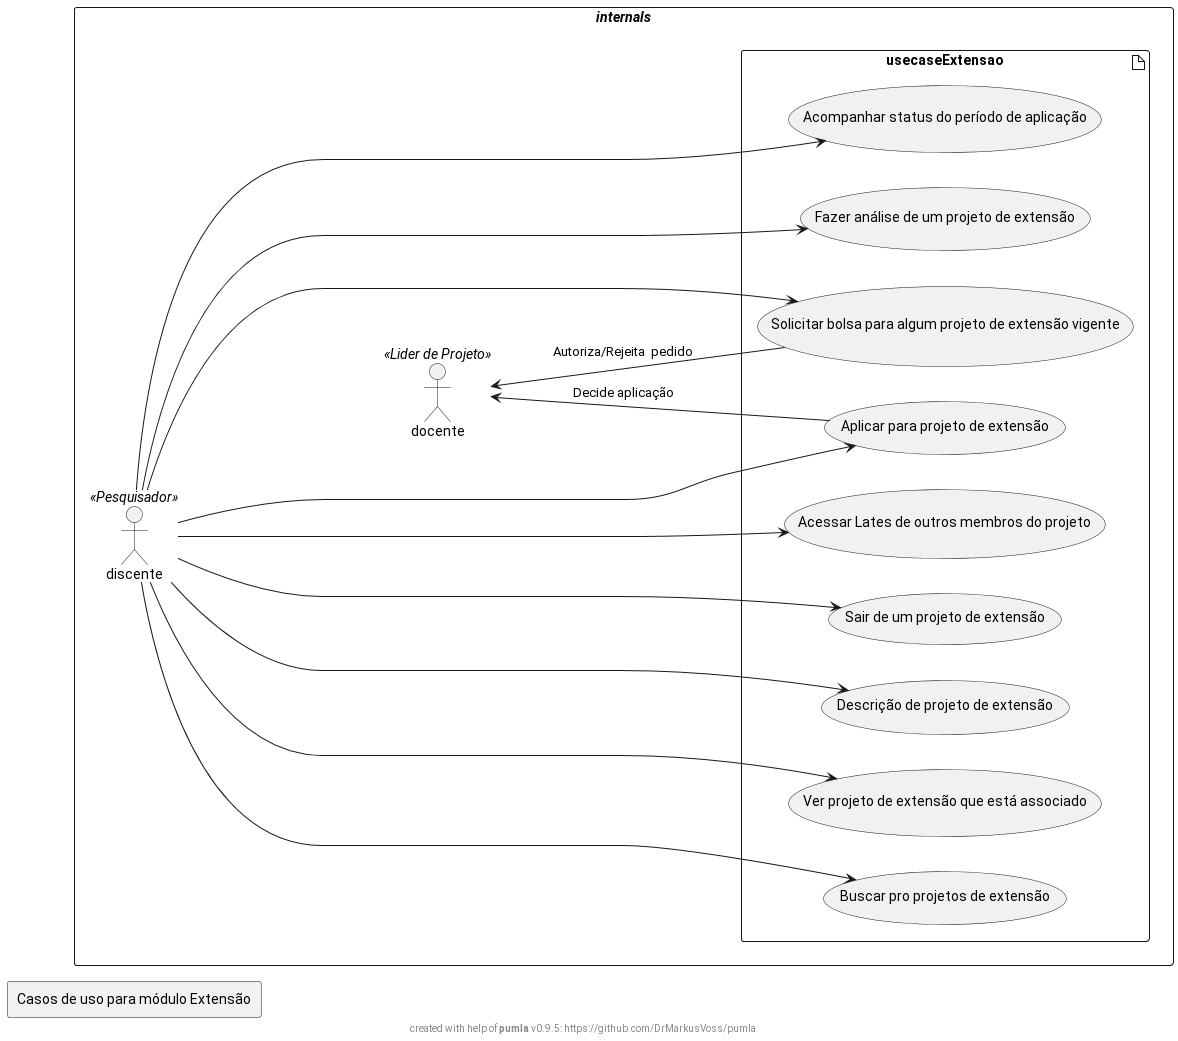 internals
usecaseExtensao
Acompanhar status do período de aplicação
Fazer análise de um projeto de extensão
Solicitar bolsa para algum projeto de extensão vigente
«Lider de Projeto»
docente
Autoriza/Rejeita pedido
Decide aplicação
Aplicar para projeto de extensão
«Pesquisador»
discente
Acessar Lates de outros membros do projeto
Sair de um projeto de extensão
Descrição de projeto de extensão
Ver projeto de extensão que está associado
Buscar pro projetos de extensão
Casos de uso para módulo Extensão
created with help of pumla v0.9.5: https://github.com/DrMarkusVoss/pumla